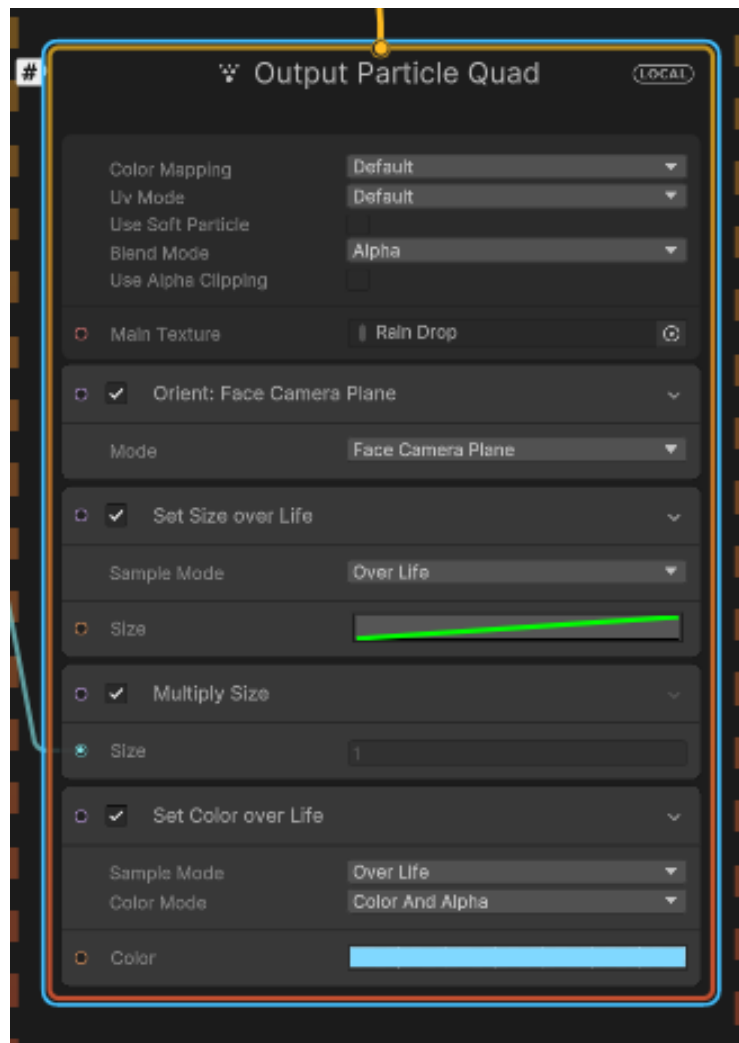 #
Output Particle Quad
LOCAL
Color Mapping Default
Uv Mode Default
Use Soft Particle
Blend Mode Alpha
Use Alpha Clipping
Main Texture Rain Drop
Orient: Face Camera Plane
Mode Face Camera Plane
Set Size over Life
Sample Mode Over Life
Size
Multiply Size
Size 1
Set Color over Life
Sample Mode Over Life
Color Mode Color And Alpha
Color